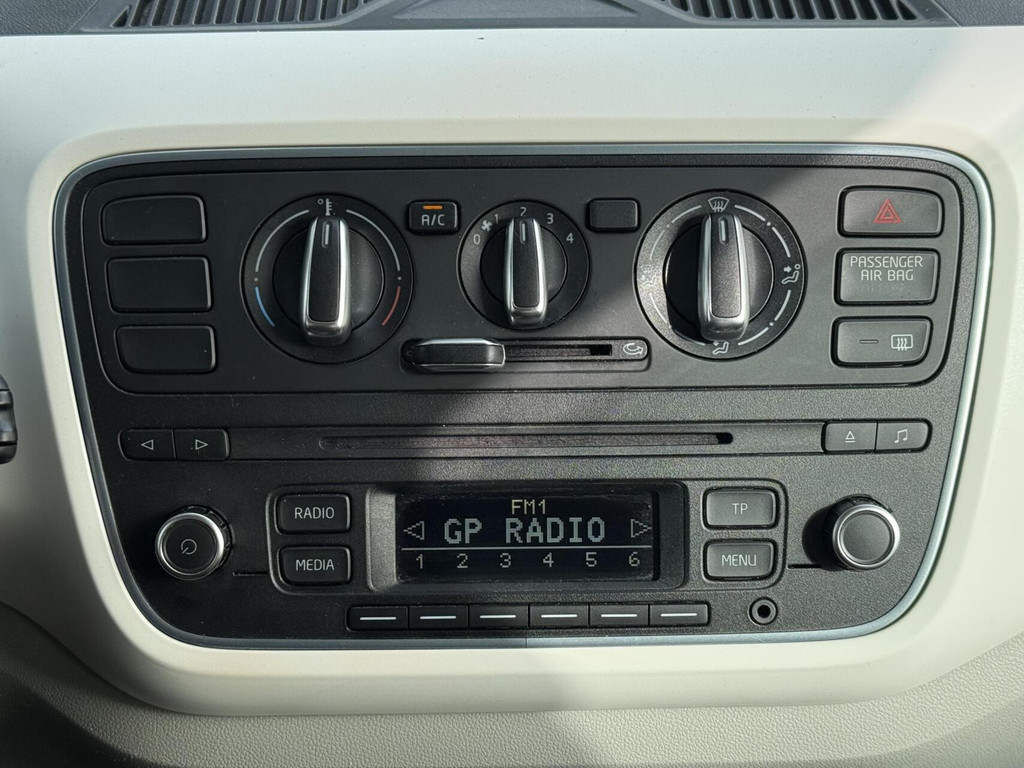 A/C
0 1 2 3 4
PASSENGER
AIR BAG
RADIO
MEDIA
FM1
GP RADIO
1 2 3 4 5 6
TP
MENU